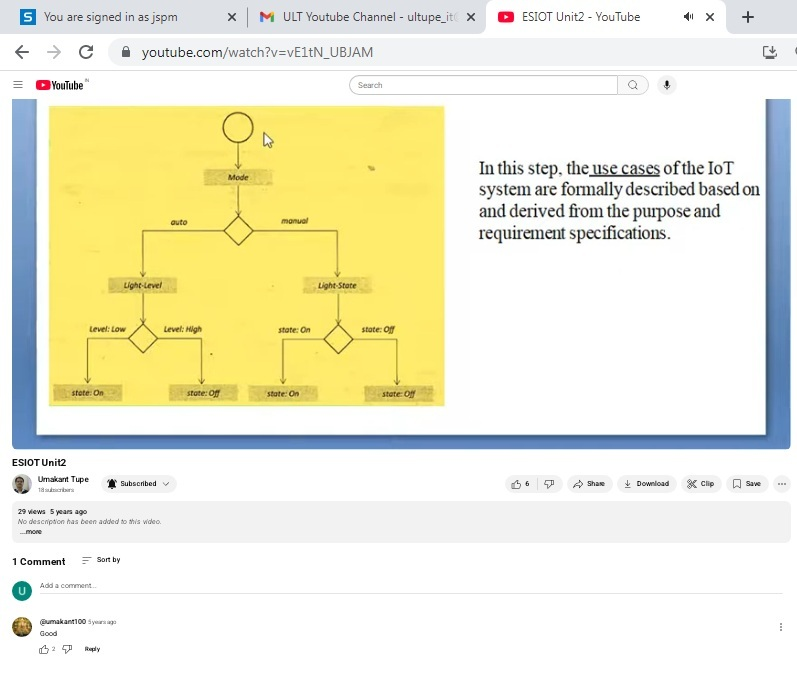 You are signed in as jspm
ULT Youtube Channel - ultupe_it
ESIOT Unit2 - YouTube
youtube.com/watch?v=vE1tN_UBJAM
YouTube IN
Search
Mode
auto
manual
Light-Level
Light-State
Level: Low
Level: High
state: On
state: Off
state: On
state: Off
state: On
state: Off
In this step, the use cases of the IoT
system are formally described based on
and derived from the purpose and
requirement specifications.
ESIOT Unit2
Umakant Tupe
18 subscribers
Subscribed
6
Share
Download
Clip
Save
29 views 5 years ago
No description has been added to this video.
...more
1 Comment
Sort by
U
Add a comment...
@umakant100 5 years ago
Good
2
Reply